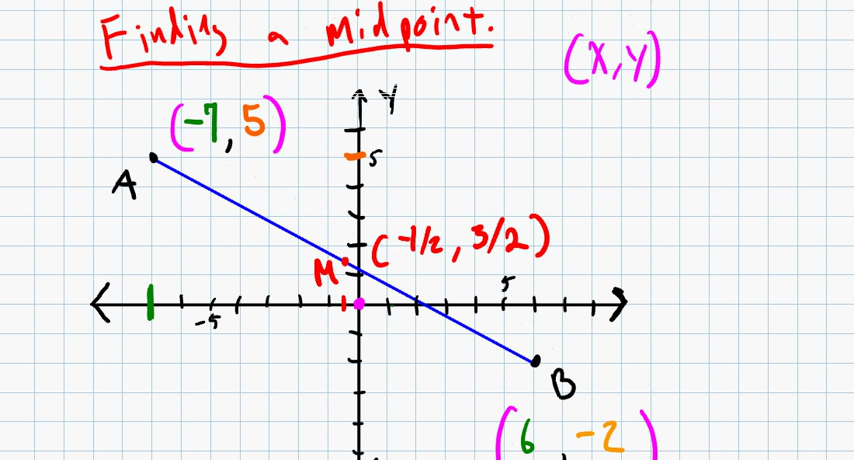 Finding a midpoint.
(X,Y)
Y
(-7, 5)
5
A
(-1/2, 3/2)
M
5
-5
B
(6, -2)